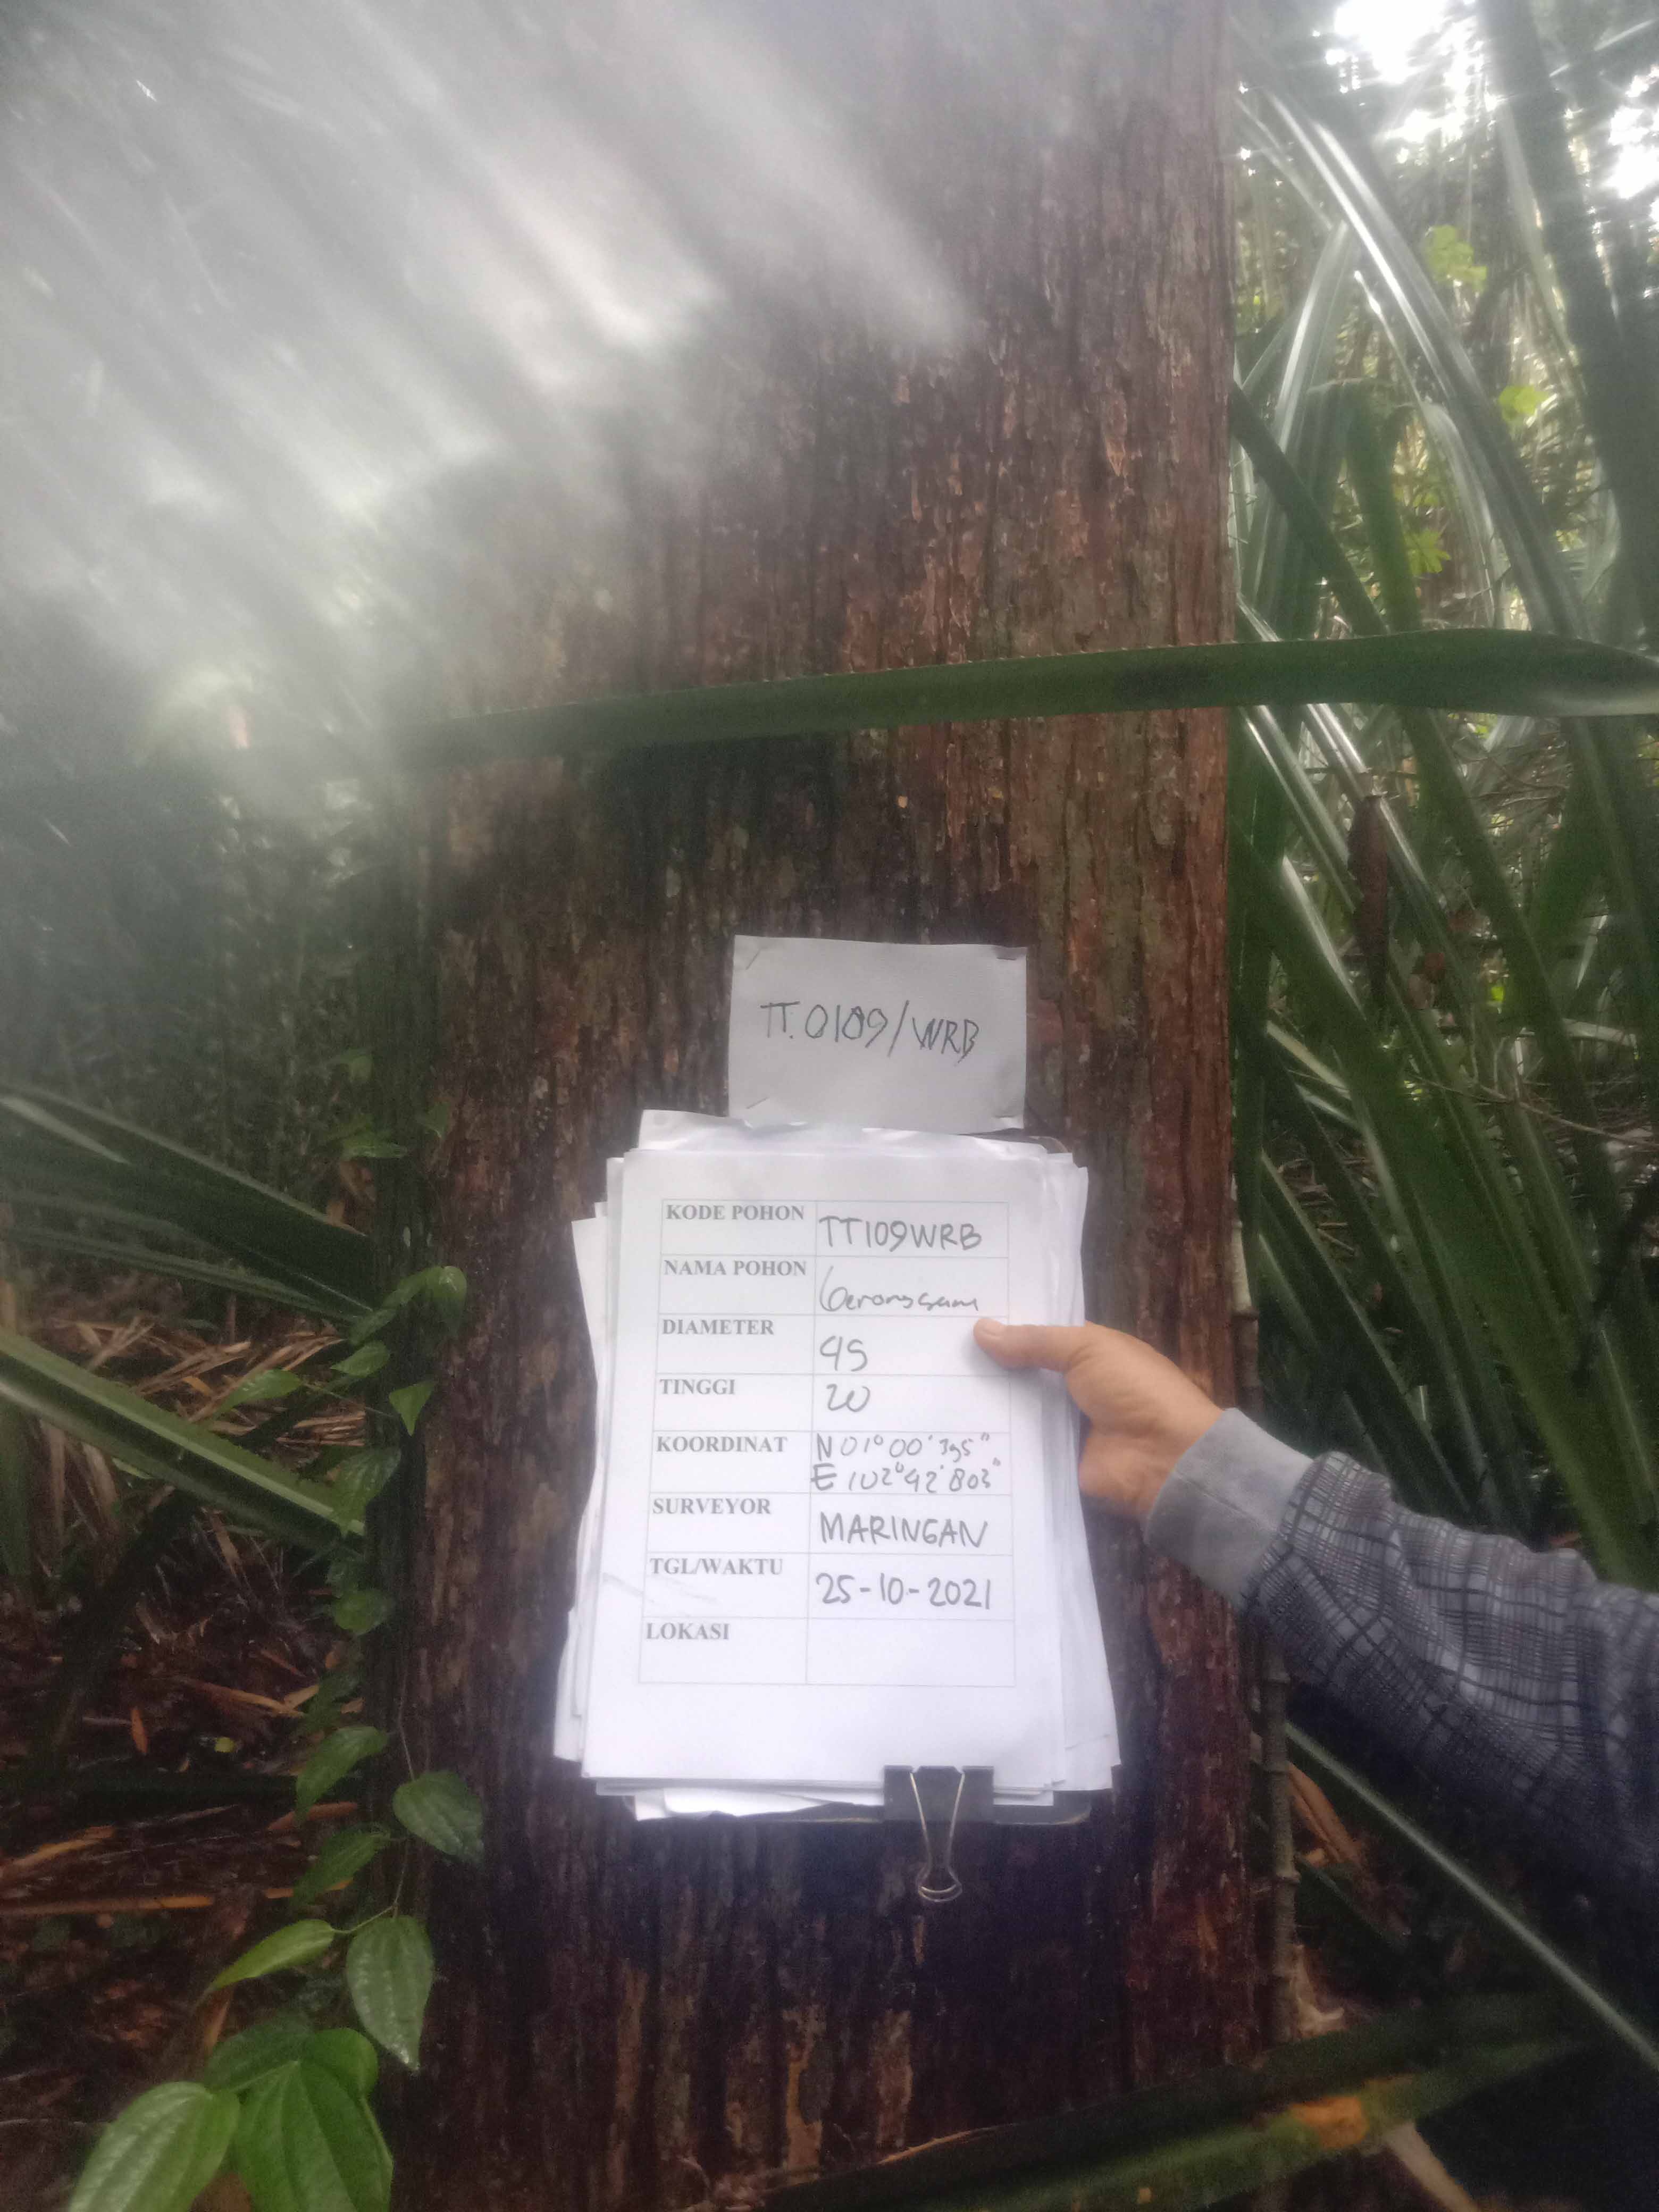 TT.0109/WRB
KODE POHON TT109WRB
NAMA POHON Geronggam
DIAMETER 45
TINGGI 20
KOORDINAT N 01° 00' 395"
E 102° 42' 803"
SURVEYOR MARINGAN
TGL/WAKTU 25-10-2021
LOKASI